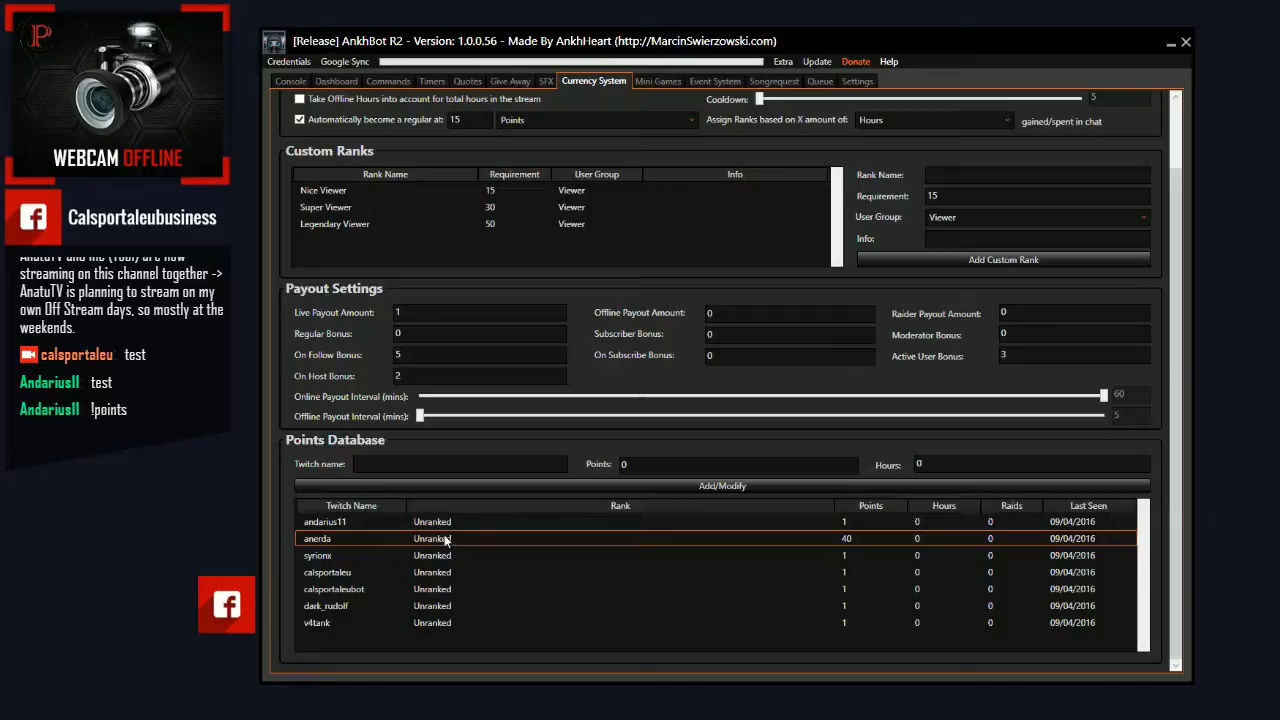 WEBCAM OFFLINE
Calsportaleubusiness
AnatuTV and me (Yoel) are now
streaming on this channel together ->
AnatuTV is planning to stream on my
own Off Stream days, so mostly at the
weekends.
calsportaleu: test
Andarius11 test
Andarius11 !points
[Release] AnkhBot R2 - Version: 1.0.0.56 - Made By AnkhHeart (http://MarcinSwierzowski.com)
Credentials Google Sync Extra Update Donate Help
Console Dashboard Commands Timers Quotes Give Away SFX Currency System Mini Games Event System Songrequest Queue Settings
Take Offline Hours into account for total hours in the stream Cooldown: 5
Automatically become a regular at: 15 Points Assign Ranks based on X amount of: Hours gained/spent in chat
Custom Ranks
Rank Name Requirement User Group Info
Nice Viewer 15 Viewer
Super Viewer 30 Viewer
Legendary Viewer 50 Viewer
Rank Name:
Requirement: 15
User Group: Viewer
Info:
Add Custom Rank
Payout Settings
Live Payout Amount: 1 Offline Payout Amount: 0 Raider Payout Amount: 0
Regular Bonus: 0 Subscriber Bonus: 0 Moderator Bonus: 0
On Follow Bonus: 5 On Subscribe Bonus: 0 Active User Bonus: 3
On Host Bonus: 2
Online Payout Interval (mins): 60
Offline Payout Interval (mins): 5
Points Database
Twitch name: Points: 0 Hours: 0
Add/Modify
Twitch Name Rank Points Hours Raids Last Seen
andarius11 Unranked 1 0 0 09/04/2016
anerda Unranked 40 0 0 09/04/2016
syrionx Unranked 1 0 0 09/04/2016
calsportaleu Unranked 1 0 0 09/04/2016
calsportaleubot Unranked 1 0 0 09/04/2016
dark_rudolf Unranked 1 0 0 09/04/2016
v4tank Unranked 1 0 0 09/04/2016